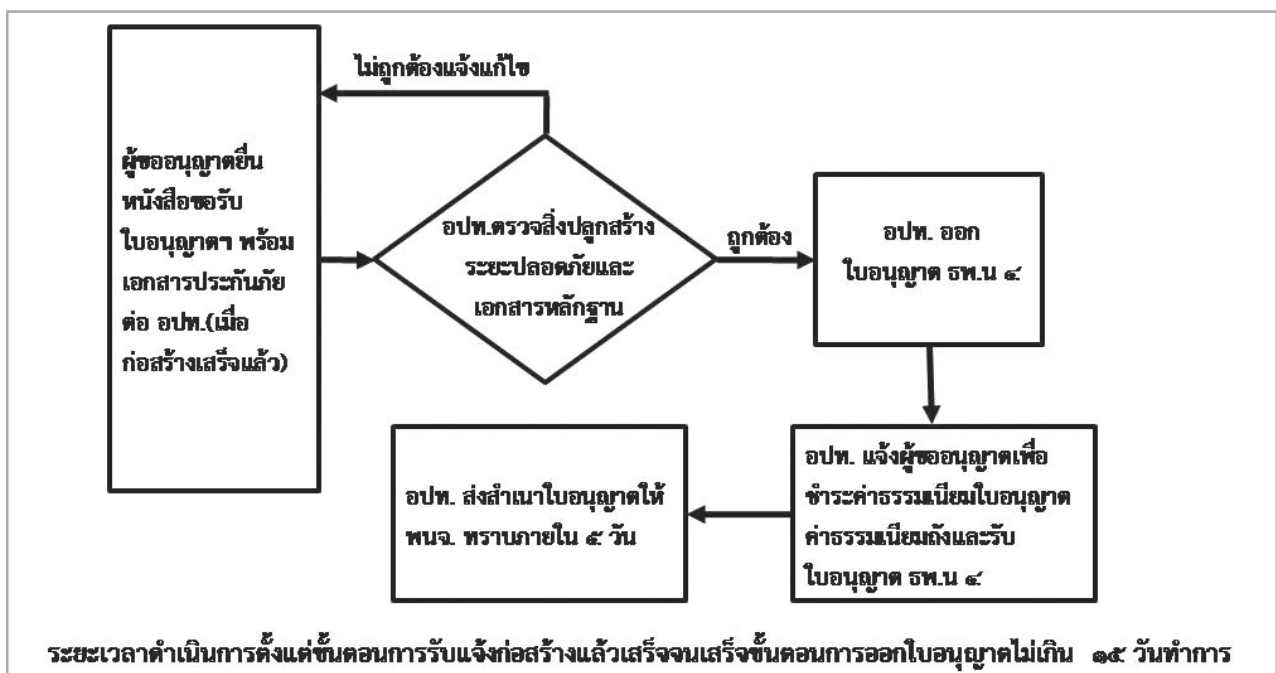 ไม่ถูกต้องแจ้งแก้ไข
ผู้ขออนุญาตยื่น
หนังสือขอรับ
ใบอนุญาตฯ พร้อม
เอกสารประกันภัย
ต่อ อปท.(เมื่อ
ก่อสร้างเสร็จแล้ว)
อปท.ตรวจสิ่งปลูกสร้าง
ระยะปลอดภัยและ
เอกสารหลักฐาน
ถูกต้อง
อปท. ออก
ใบอนุญาต ธพ.น ๔
อปท. แจ้งผู้ขออนุญาตเพื่อ
ชำระค่าธรรมเนียมใบอนุญาต
ค่าธรรมเนียมถังและรับ
ใบอนุญาต ธพ.น ๔
อปท. ส่งสำเนาใบอนุญาตให้
พนจ. ทราบภายใน ๕ วัน
ระยะเวลาดำเนินการตั้งแต่ขั้นตอนการรับแจ้งก่อสร้างแล้วเสร็จจนเสร็จขั้นตอนการออกใบอนุญาตไม่เกิน ๑๕ วันทำการ